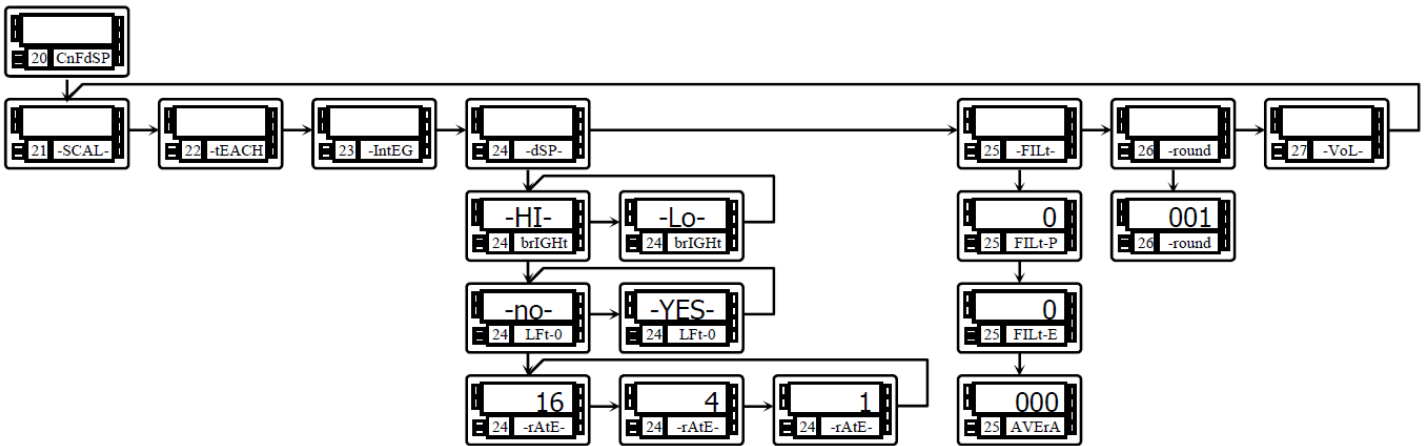 20 CnFdSP
21 -SCAL-
22 -tEACH
23 -IntEG
24 -dSP-
25 -FILt-
26 -round
27 -VoL-
-HI-
24 brIGHt
-Lo-
24 brIGHt
0
25 FILt-P
001
26 -round
-no-
24 LFt-0
-YES-
24 LFt-0
0
25 FILt-E
16
24 -rAtE-
4
24 -rAtE-
1
24 -rAtE-
000
25 AVErA